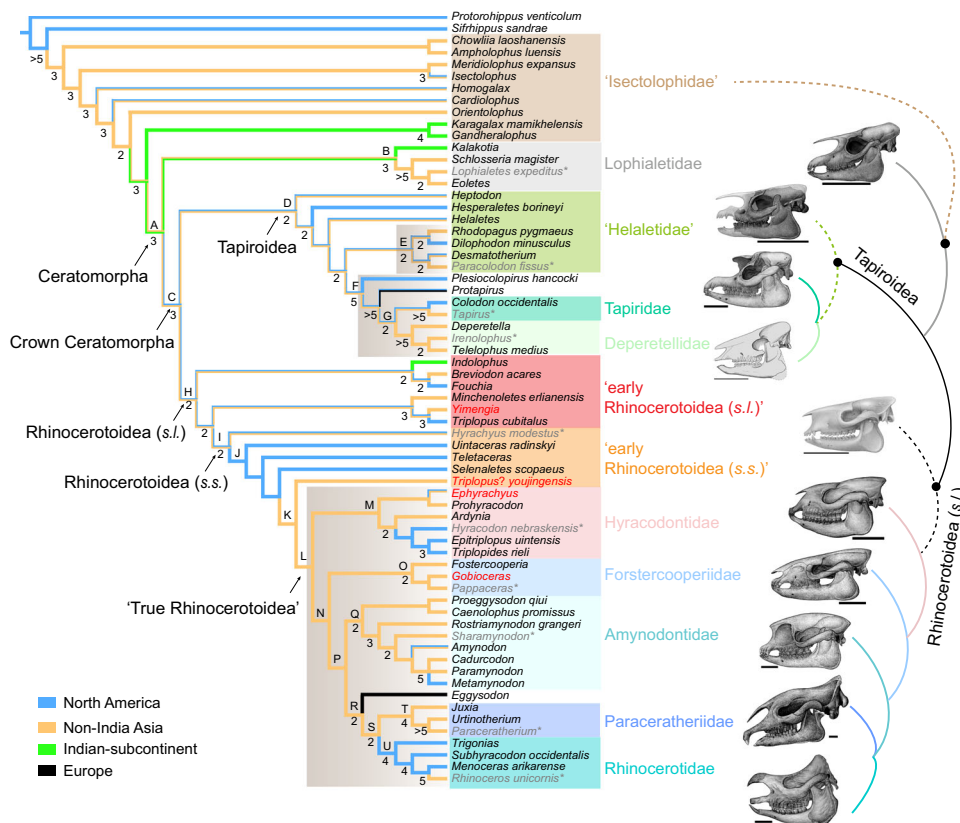 Protorohippus venticolum
Sifrhippus sandrae
Chowliia laoshanensis
Ampholophus luensis
Meridiolophus expansus
Isectolophus
Homogalax
Cardiolophus
Orientolophus
Karagalax mamikhelensis
Gandheralophus
Kalakotia
Schlosseria magister
Lophialetes expeditus*
Eoletes
Heptodon
Hesperaletes borineyi
Helaletes
Rhodopagus pygmaeus
Dilophodon minusculus
Desmatotherium
Paracolodon fissus*
Plesiocolopirus hancocki
Protapirus
Colodon occidentalis
Tapirus*
Deperetella
Irenolophus*
Telelophus medius
Indolophus
Breviodon acares
Fouchia
Minchenoletes erlianensis
Yimengia
Triplopus cubitalus
Hyrachyus modestus*
Uintaceras radinskyi
Teletaceras
Selenaletes scopaeus
Triplopus? youjingensis
Ephyrachyus
Prohyracodon
Ardynia
Hyracodon nebraskensis*
Epitriplopus uintensis
Triplopides rieli
Fostercooperia
Gobioceras
Pappaceras*
Proeggysodon qiui
Caenolophus promissus
Rostriamynodon grangeri
Sharamynodon*
Amynodon
Cadurcodon
Paramynodon
Metamynodon
Eggysodon
Juxia
Urtinotherium
Paraceratherium*
Trigonias
Subhyracodon occidentalis
Menoceras arikarense
Rhinoceros unicornis*
'Isectolophidae'
Lophialetidae
'Helaletidae'
Tapiridae
Deperetellidae
'early
Rhinocerotoidea (s.l.)'
'early
Rhinocerotoidea (s.s.)'
Hyracodontidae
Forstercooperiidae
Amynodontidae
Paraceratheriidae
Rhinocerotidae
Tapiroidea
Rhinocerotoidea (s.l.)
Ceratomorpha
Crown Ceratomorpha
Tapiroidea
Rhinocerotoidea (s.l.)
Rhinocerotoidea (s.s.)
'True Rhinocerotoidea'
>5
3
3
3
3
2
3
4
A
3
B
3
>5
2
C
3
D
2
2
2
2
E
2
2
2
F
5
>5
G
2
>5
>5
2
H
2
2
2
2
3
3
I
2
J
K
L
M
2
3
N
O
2
P
Q
2
3
2
5
R
2
S
2
T
4
>5
U
4
4
5
North America
Non-India Asia
Indian-subcontinent
Europe